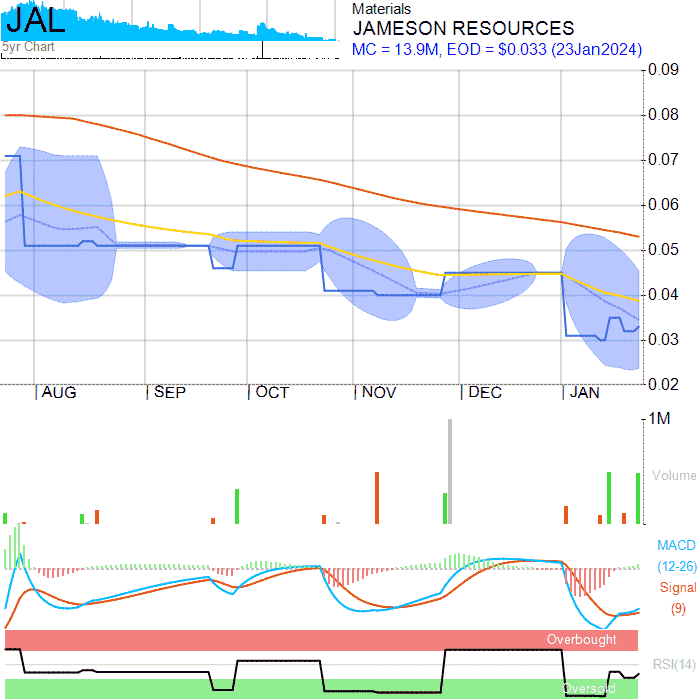 JAL
5yr Chart
Materials
JAMESON RESOURCES
MC = 13.9M, EOD = $0.033 (23Jan2024)
0.09
0.08
0.07
0.06
0.05
0.04
0.03
0.02
AUG
SEP
OCT
NOV
DEC
JAN
1M
Volume
MACD
(12-26)
Signal
(9)
Overbought
RSI(14)
Oversold